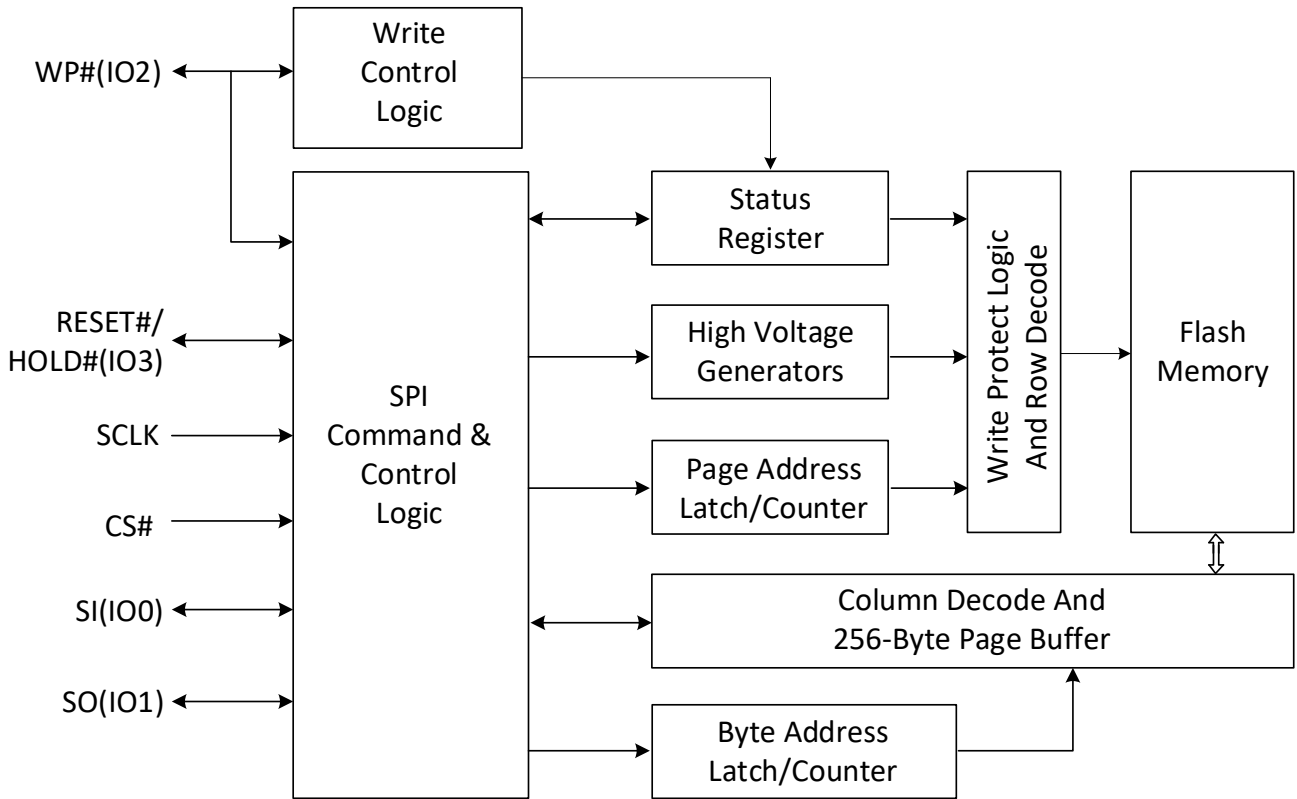 WP#(IO2)
Write
Control
Logic
RESET#/
HOLD#(IO3)
SCLK
CS#
SI(IO0)
SO(IO1)
SPI
Command &
Control
Logic
Status
Register
High Voltage
Generators
Page Address
Latch/Counter
Write Protect Logic
And Row Decode
Flash
Memory
Column Decode And
256-Byte Page Buffer
Byte Address
Latch/Counter